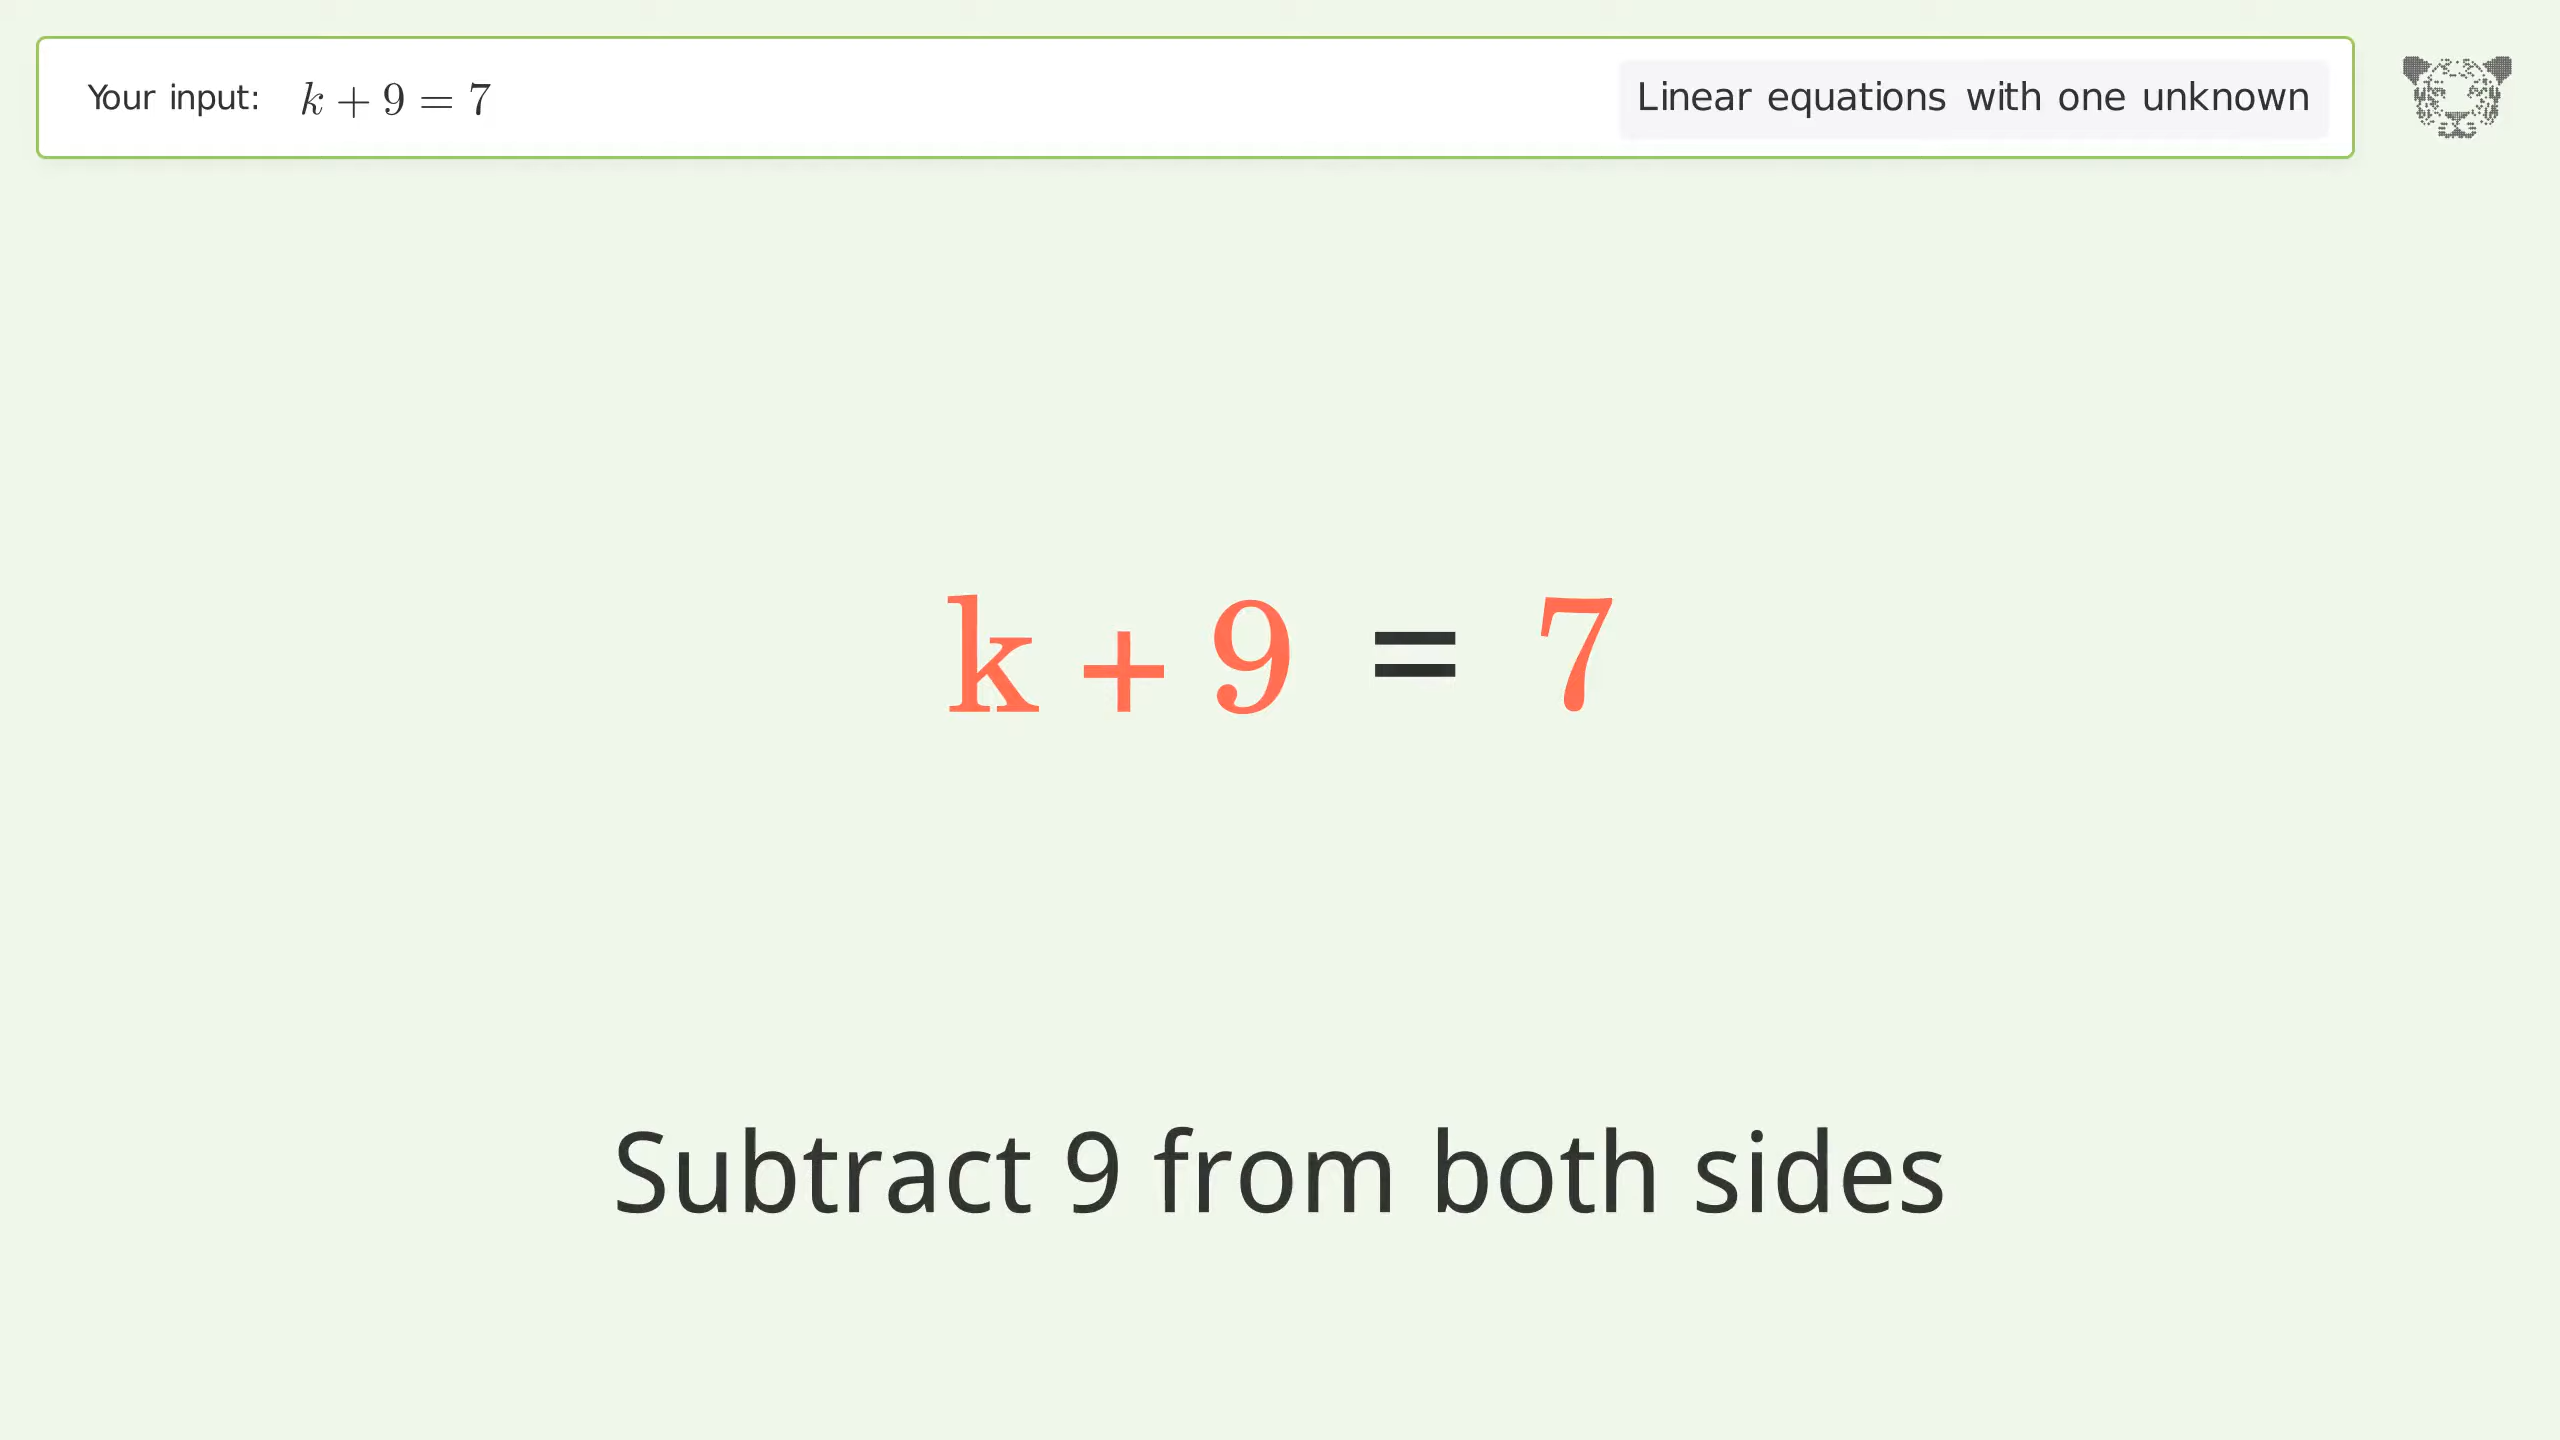 Your input: k + 9 = 7
Linear equations with one unknown
k + 9 = 7
Subtract 9 from both sides